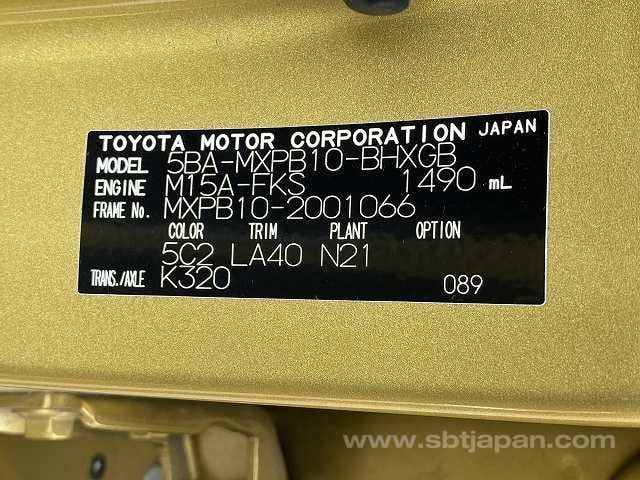 TOYOTA MOTOR CORPORATION JAPAN
MODEL 5BA-MXPB10-BHXGB
ENGINE M15A-FKS 1490 mL
FRAME No. MXPB10-2001066
COLOR TRIM PLANT OPTION
5C2 LA40 N21
TRANS./AXLE K320 089
www.sbtjapan.com